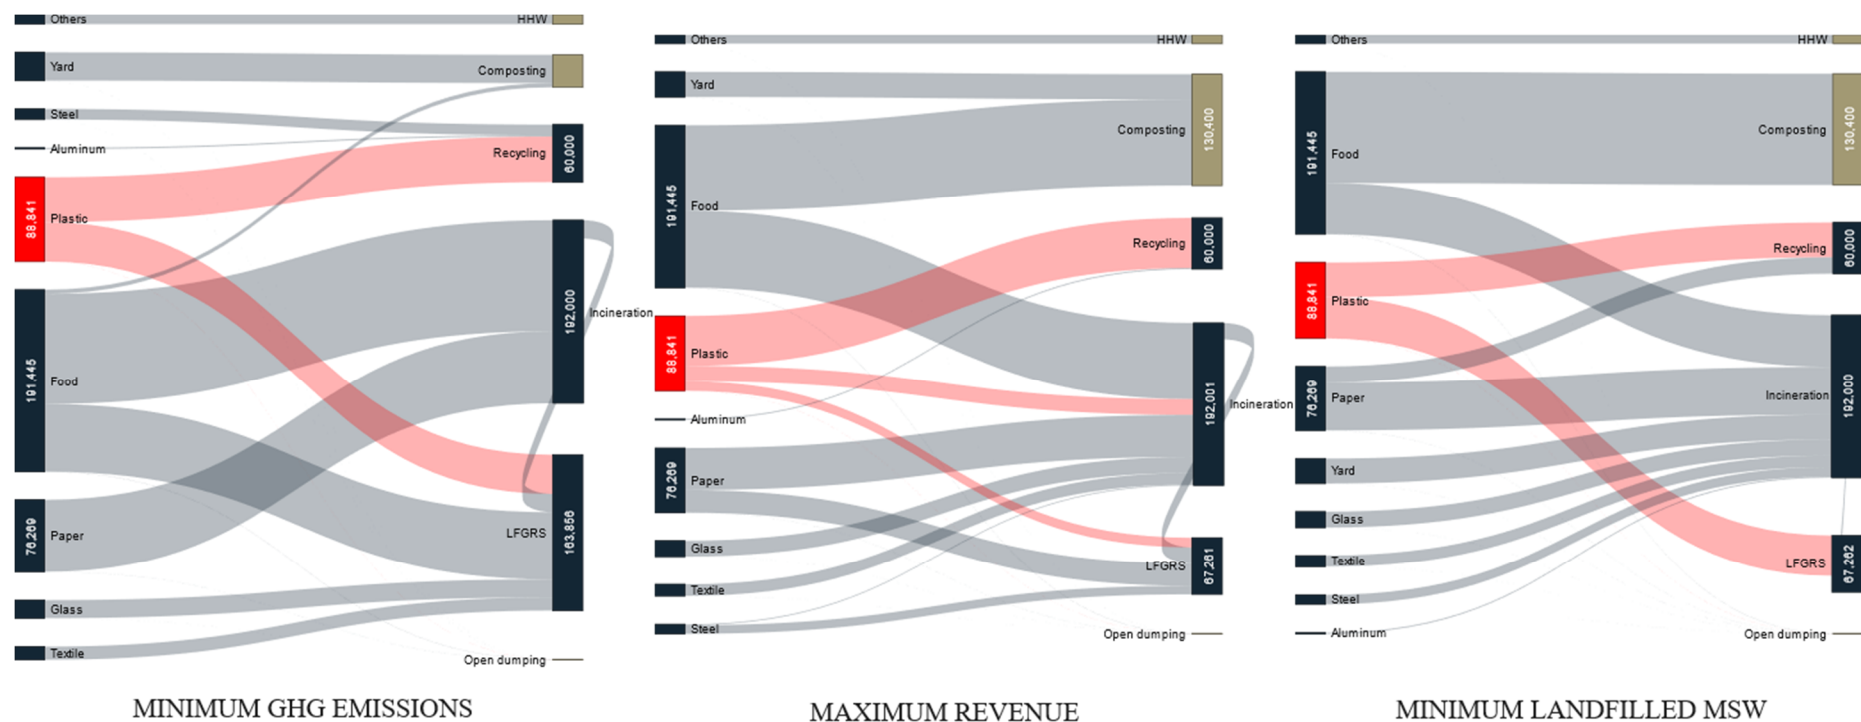 Others
HHW
Yard
Composting
Steel
Aluminum
Recycling
60,000
88,841
Plastic
192,000
Incineration
191,445
Food
76,269
Paper
LFGRS
163,856
Glass
Textile
Open dumping
MINIMUM GHG EMISSIONS
Others
HHW
Yard
Composting
130,400
191,445
Food
Recycling
60,000
88,841
Plastic
192,001
Incineration
Aluminum
76,269
Paper
Glass
LFGRS
67,261
Textile
Steel
Open dumping
MAXIMUM REVENUE
Others
HHW
191,445
Food
Composting
130,400
Recycling
60,000
88,841
Plastic
76,269
Paper
Incineration
192,000
Yard
Glass
Textile
LFGRS
67,262
Steel
Aluminum
Open dumping
MINIMUM LANDFILLED MSW